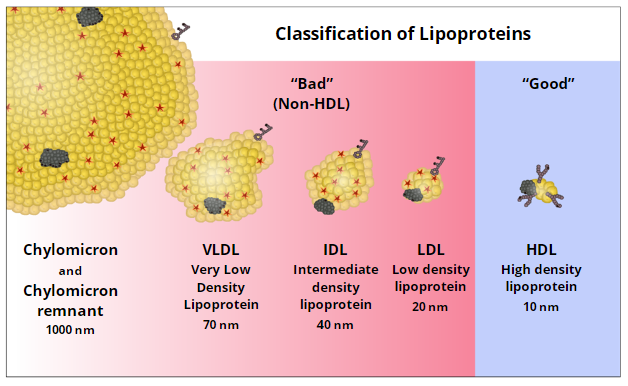 Classification of Lipoproteins
“Bad”
(Non-HDL)
“Good”
Chylomicron
and
Chylomicron
remnant
1000 nm
VLDL
Very Low
Density
Lipoprotein
70 nm
IDL
Intermediate
density
lipoprotein
40 nm
LDL
Low density
lipoprotein
20 nm
HDL
High density
lipoprotein
10 nm